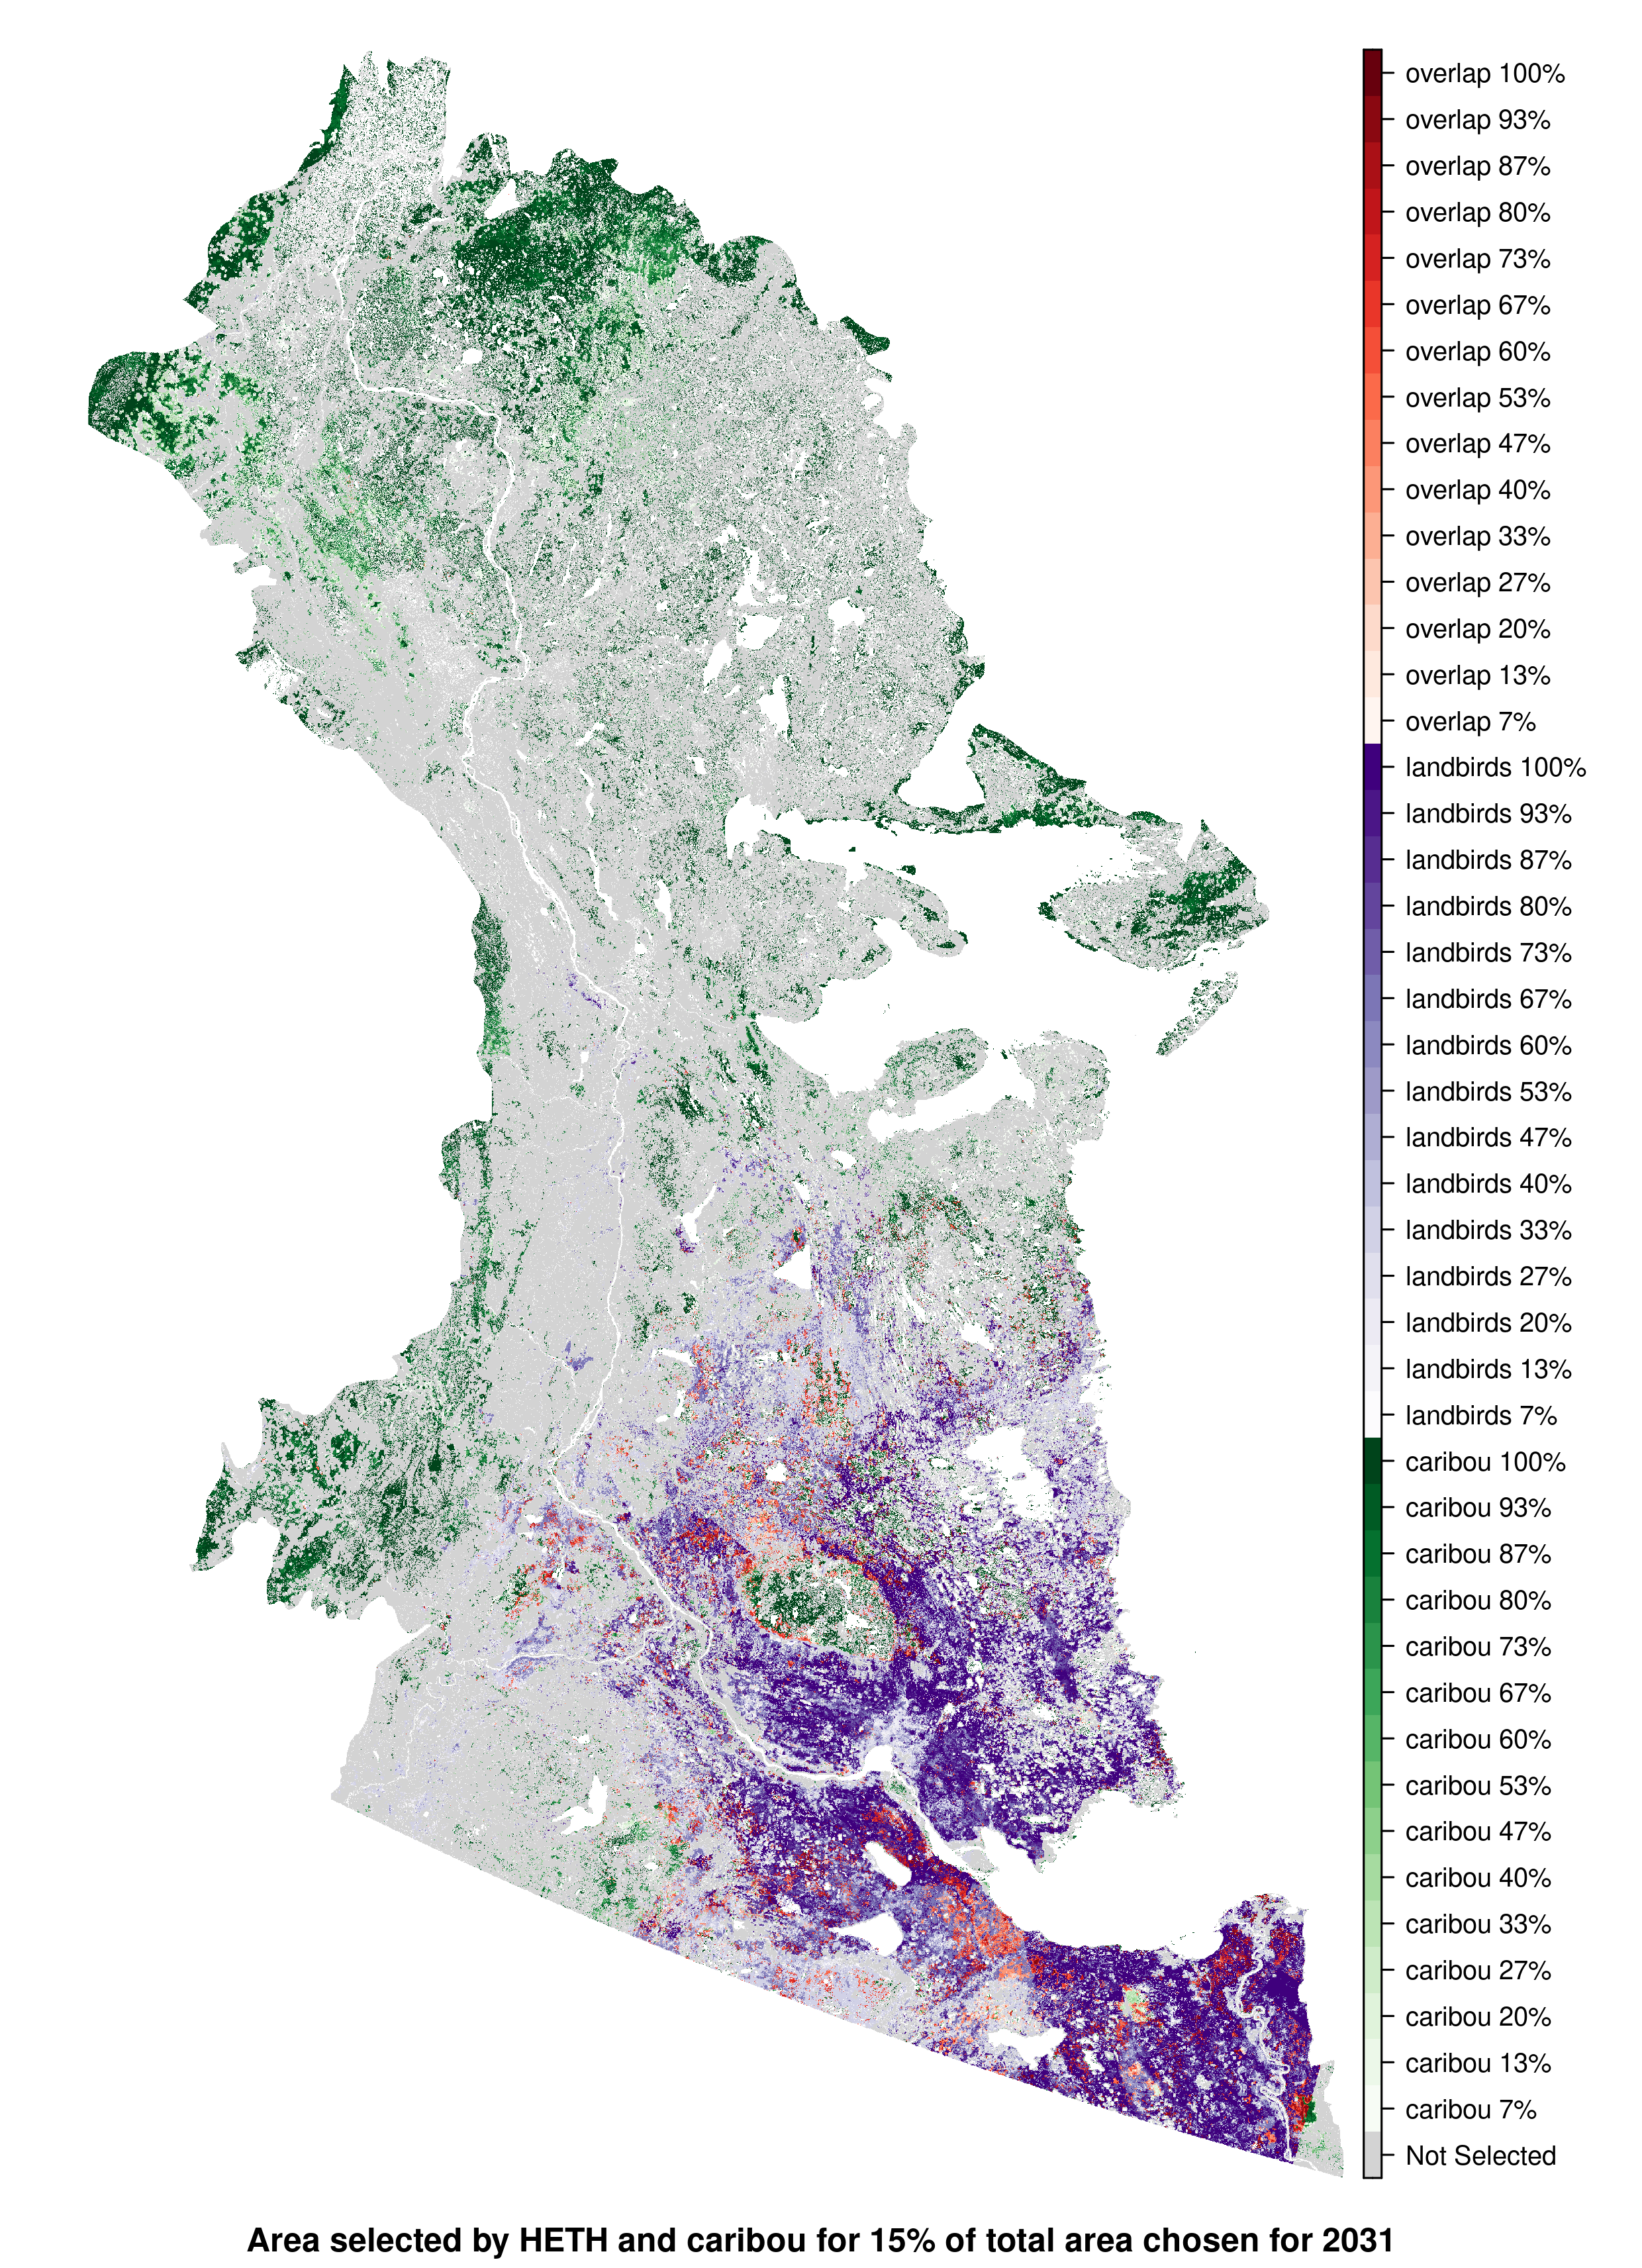 overlap 100%
overlap 93%
overlap 87%
overlap 80%
overlap 73%
overlap 67%
overlap 60%
overlap 53%
overlap 47%
overlap 40%
overlap 33%
overlap 27%
overlap 20%
overlap 13%
overlap 7%
landbirds 100%
landbirds 93%
landbirds 87%
landbirds 80%
landbirds 73%
landbirds 67%
landbirds 60%
landbirds 53%
landbirds 47%
landbirds 40%
landbirds 33%
landbirds 27%
landbirds 20%
landbirds 13%
landbirds 7%
caribou 100%
caribou 93%
caribou 87%
caribou 80%
caribou 73%
caribou 67%
caribou 60%
caribou 53%
caribou 47%
caribou 40%
caribou 33%
caribou 27%
caribou 20%
caribou 13%
caribou 7%
Not Selected
Area selected by HETH and caribou for 15% of total area chosen for 2031